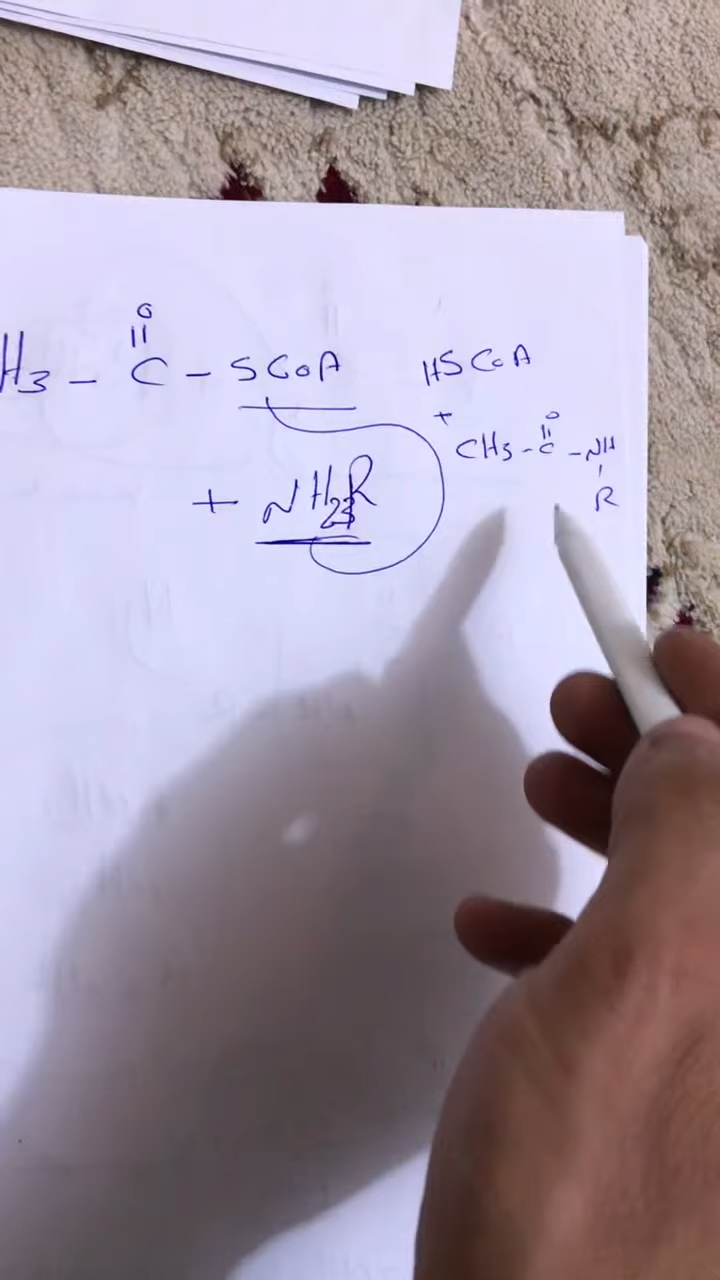 O
||
H3 - C - SCoA
+ NH2R
HSCoA
+
O
||
CH3 - C - NH
|
R